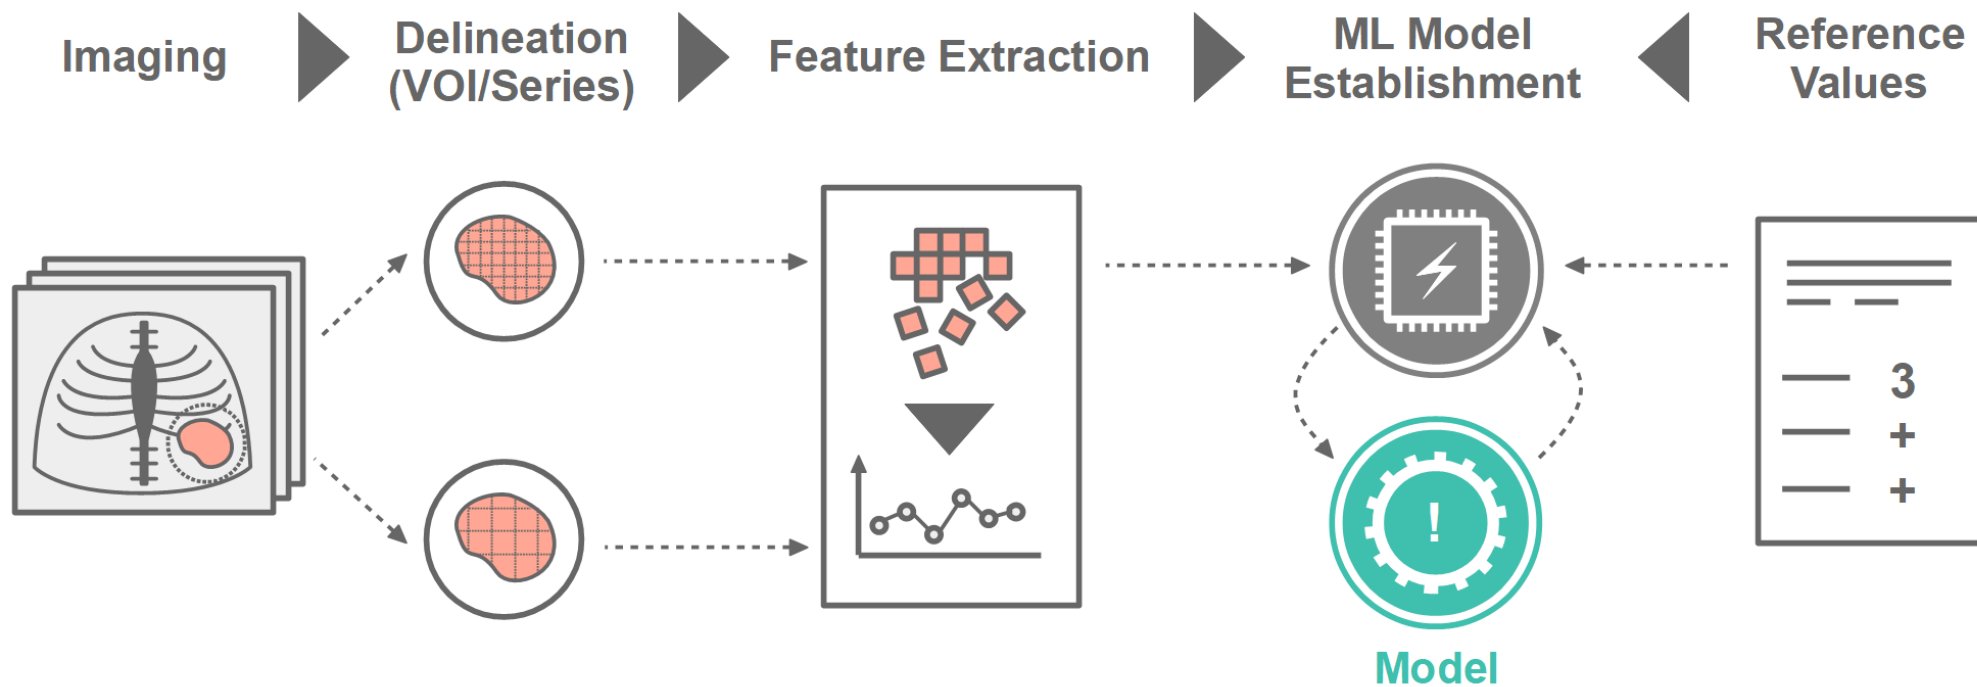 Imaging
Delineation
(VOI/Series)
Feature Extraction
ML Model
Establishment
Reference
Values
3
+
+
!
Model